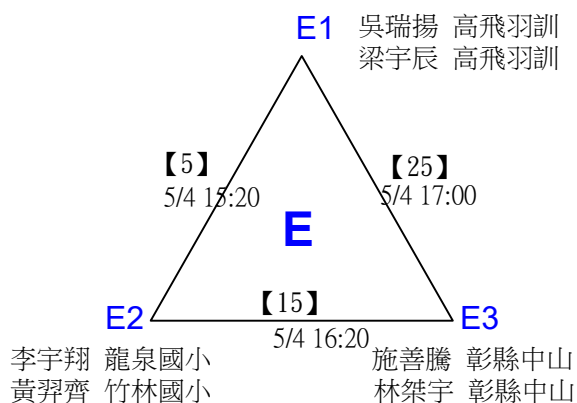 E1
吳瑞揚 高飛羽訓
梁宇辰 高飛羽訓
【5】
5/4 15:20
【25】
5/4 17:00
E
【15】
5/4 16:20
E2
李宇翔 龍泉國小
黃羿齊 竹林國小
E3
施善騰 彰縣中山
林桀宇 彰縣中山